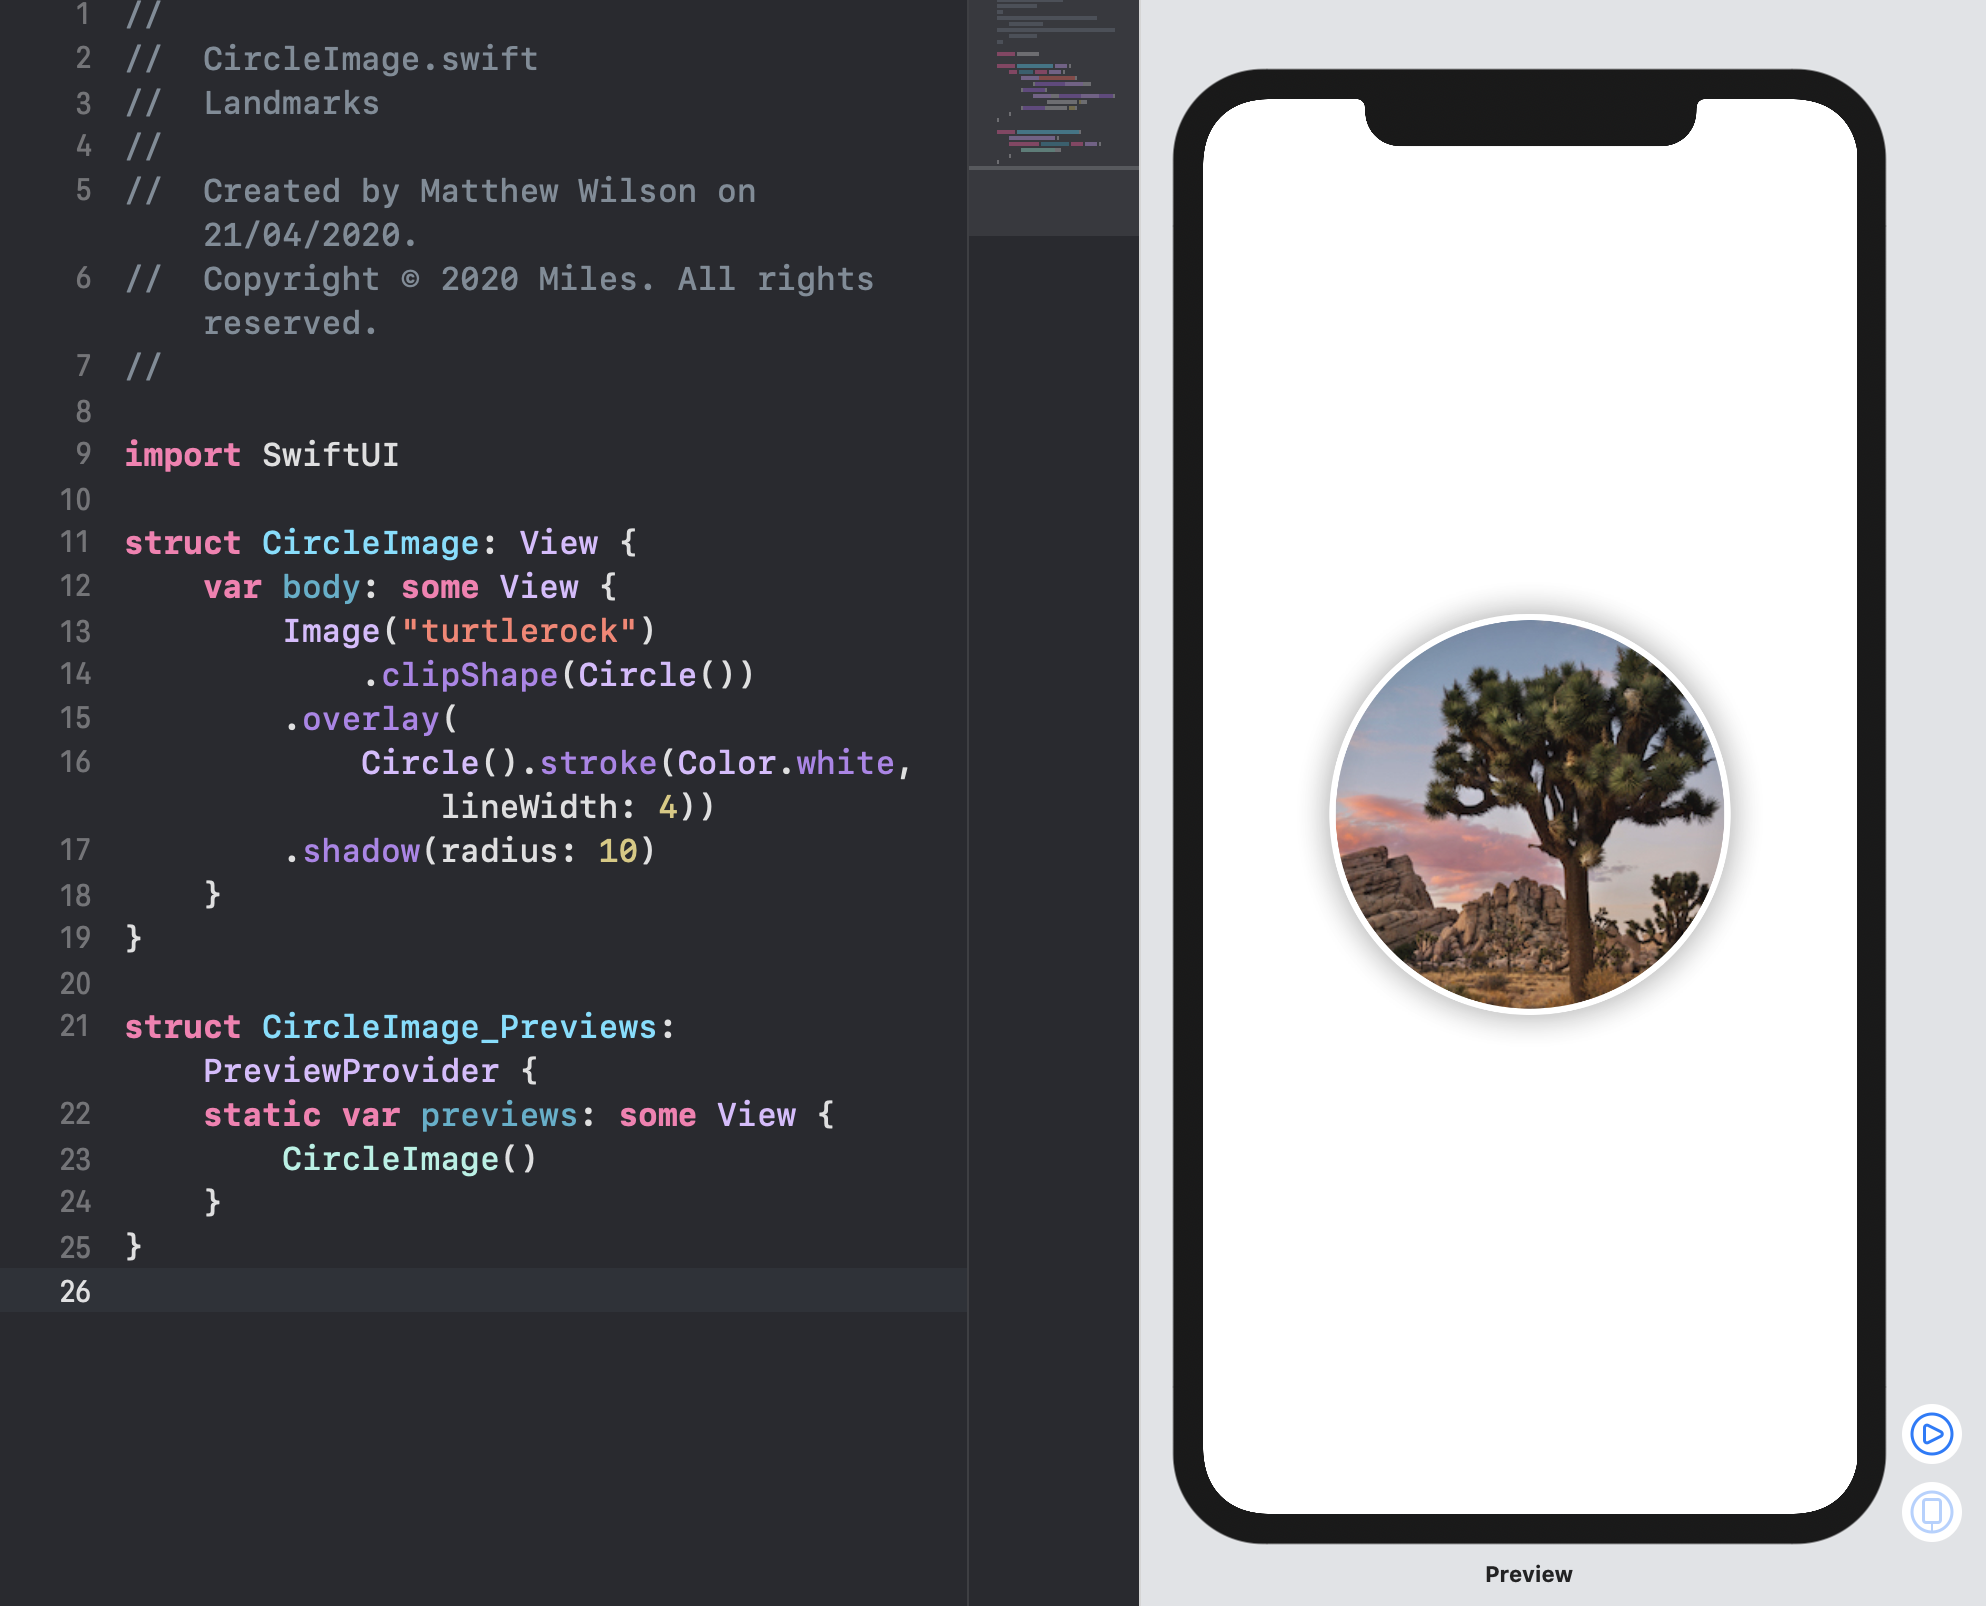 1 //
2 //  CircleImage.swift
3 //  Landmarks
4 //
5 //  Created by Matthew Wilson on
    21/04/2020.
6 //  Copyright © 2020 Miles. All rights
    reserved.
7 //
8
9 import SwiftUI
10
11 struct CircleImage: View {
12     var body: some View {
13         Image("turtlerock")
14             .clipShape(Circle())
15         .overlay(
16             Circle().stroke(Color.white,
                lineWidth: 4))
17         .shadow(radius: 10)
18     }
19 }
20
21 struct CircleImage_Previews:
    PreviewProvider {
22     static var previews: some View {
23         CircleImage()
24     }
25 }
26
Preview